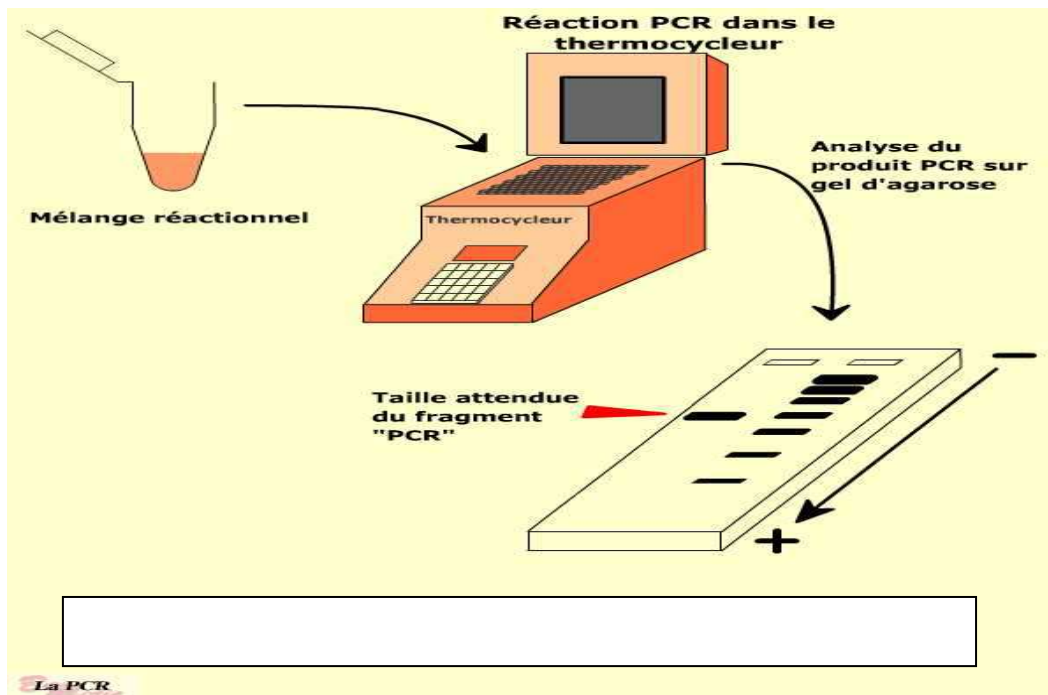 Réaction PCR dans le
thermocycleur
Mélange réactionnel
Thermocycleur
Analyse du
produit PCR sur
gel d'agarose
Taille attendue
du fragment
"PCR"
−
+
La PCR